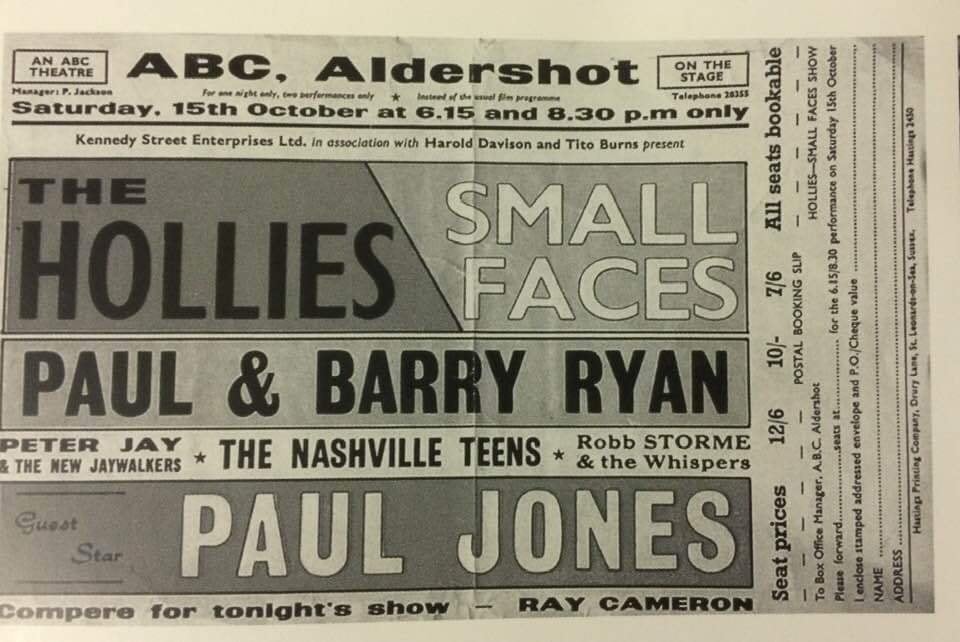 AN ABC
THEATRE
ABC, Aldershot
ON THE
STAGE
Manager: P. Jackson
For one night only, two performances only ★ Instead of the usual film programme
Telephone 20355
Saturday, 15th October at 6.15 and 8.30 p.m only
Kennedy Street Enterprises Ltd. in association with Harold Davison and Tito Burns present
THE
HOLLIES
SMALL
FACES
PAUL & BARRY RYAN
PETER JAY
& THE NEW JAYWALKERS
★ THE NASHVILLE TEENS ★
Robb STORME
& the Whispers
Guest
Star
PAUL JONES
Compere for tonight's show — RAY CAMERON
Seat prices 12/6 10/- 7/6 All seats bookable
POSTAL BOOKING SLIP
To Box Office Manager, A.B.C. Aldershot
HOLLIES—SMALL FACES SHOW
Please forward..........seats at.......... for the 6.15/8.30 performance on Saturday 15th October
I enclose stamped addressed envelope and P.O./Cheque value ..........
NAME ..........
ADDRESS ..........
Hastings Printing Company, Drury Lane, St. Leonards-on-Sea, Sussex. Telephone Hastings 2450